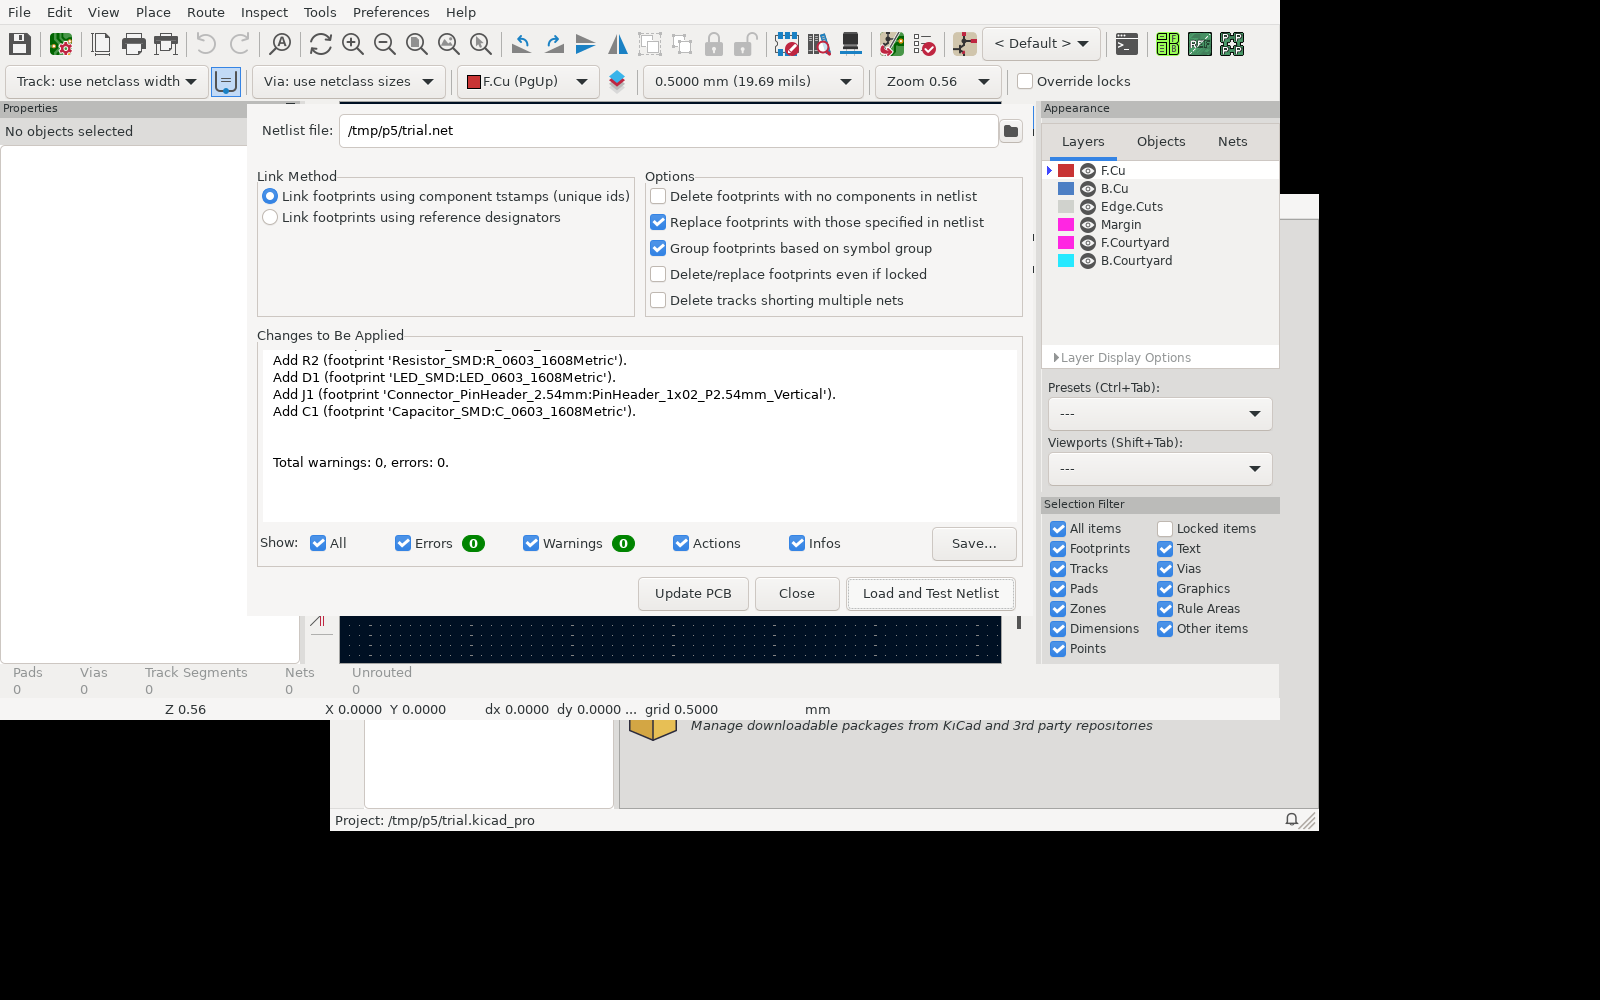 File Edit View Place Route Inspect Tools Preferences Help
< Default >
Track: use netclass width Via: use netclass sizes F.Cu (PgUp) 0.5000 mm (19.69 mils) Zoom 0.56 Override locks
Properties
No objects selected
Netlist file: /tmp/p5/trial.net
Link Method
Link footprints using component tstamps (unique ids)
Link footprints using reference designators
Options
Delete footprints with no components in netlist
Replace footprints with those specified in netlist
Group footprints based on symbol group
Delete/replace footprints even if locked
Delete tracks shorting multiple nets
Changes to Be Applied
Add R2 (footprint 'Resistor_SMD:R_0603_1608Metric').
Add D1 (footprint 'LED_SMD:LED_0603_1608Metric').
Add J1 (footprint 'Connector_PinHeader_2.54mm:PinHeader_1x02_P2.54mm_Vertical').
Add C1 (footprint 'Capacitor_SMD:C_0603_1608Metric').
Total warnings: 0, errors: 0.
Show: All Errors 0 Warnings 0 Actions Infos Save...
Update PCB Close Load and Test Netlist
Appearance
Layers Objects Nets
F.Cu
B.Cu
Edge.Cuts
Margin
F.Courtyard
B.Courtyard
Layer Display Options
Presets (Ctrl+Tab):
---
Viewports (Shift+Tab):
---
Selection Filter
All items Locked items
Footprints Text
Tracks Vias
Pads Graphics
Zones Rule Areas
Dimensions Other items
Points
Pads Vias Track Segments Nets Unrouted
0 0 0 0 0
Z 0.56 X 0.0000 Y 0.0000 dx 0.0000 dy 0.0000 ... grid 0.5000 mm
Manage downloadable packages from KiCad and 3rd party repositories
Project: /tmp/p5/trial.kicad_pro